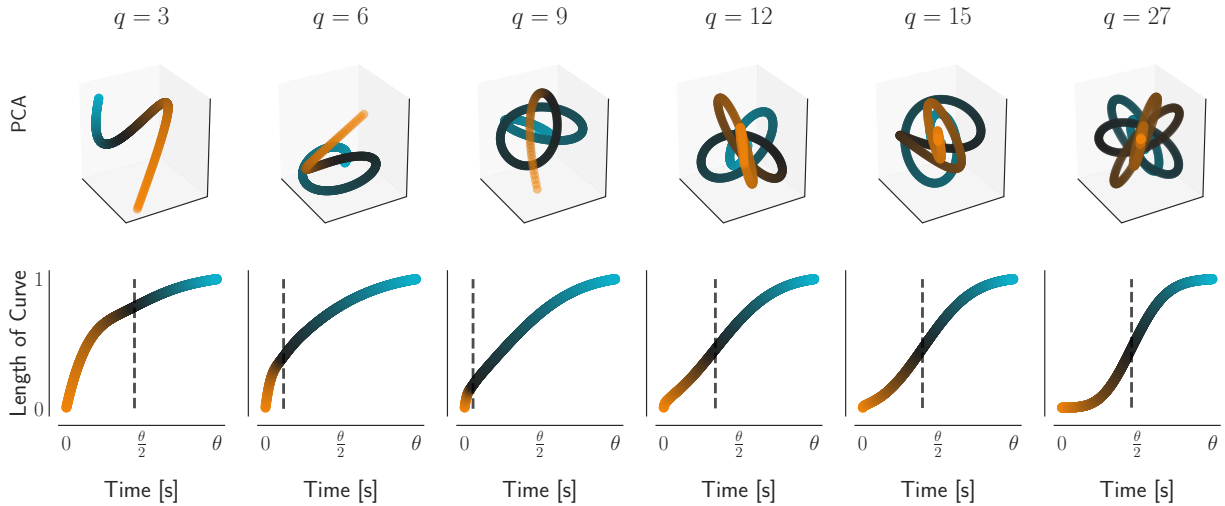 q = 3 q = 6 q = 9 q = 12 q = 15 q = 27
PCA
Length of Curve
1
0
0 θ/2 θ 0 θ/2 θ 0 θ/2 θ 0 θ/2 θ 0 θ/2 θ 0 θ/2 θ
Time [s] Time [s] Time [s] Time [s] Time [s] Time [s]